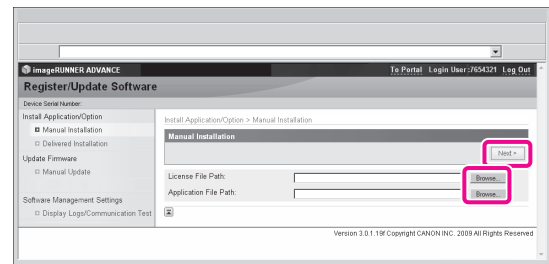 imageRUNNER ADVANCE To Portal Login User :7654321 Log Out
Register/Update Software
Device Serial Number:
Install Application/Option
Manual Installation
Delivered Installation
Update Firmware
Manual Update
Software Management Settings
Display Logs/Communication Test
Install Application/Option > Manual Installation
Manual Installation
Next »
License File Path: Browse...
Application File Path: Browse...
Version 3.0.1.19f Copyright CANON INC. 2009 All Rights Reserved